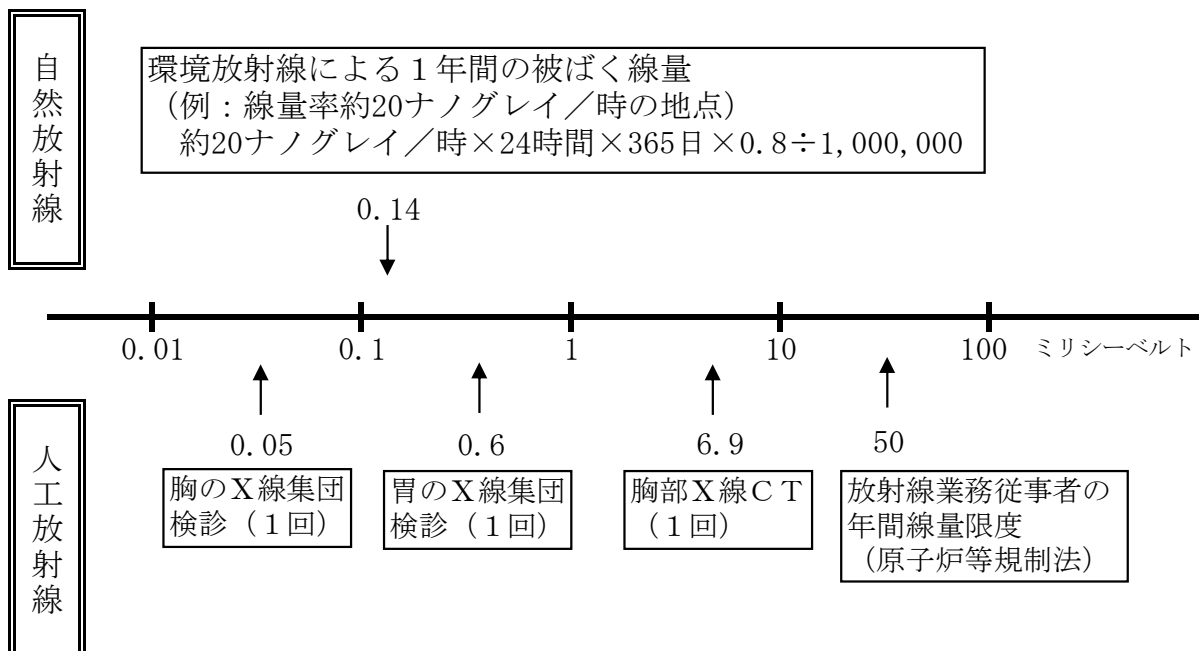 自然放射線
環境放射線による１年間の被ばく線量
（例：線量率約20ナノグレイ／時の地点）
約20ナノグレイ／時×24時間×365日×0.8÷1,000,000
0.14
0.01
0.1
1
10
100
ミリシーベルト
人工放射線
0.05
胸のＸ線集団
検診（１回）
0.6
胃のＸ線集団
検診（１回）
6.9
胸部Ｘ線ＣＴ
（１回）
50
放射線業務従事者の
年間線量限度
（原子炉等規制法）